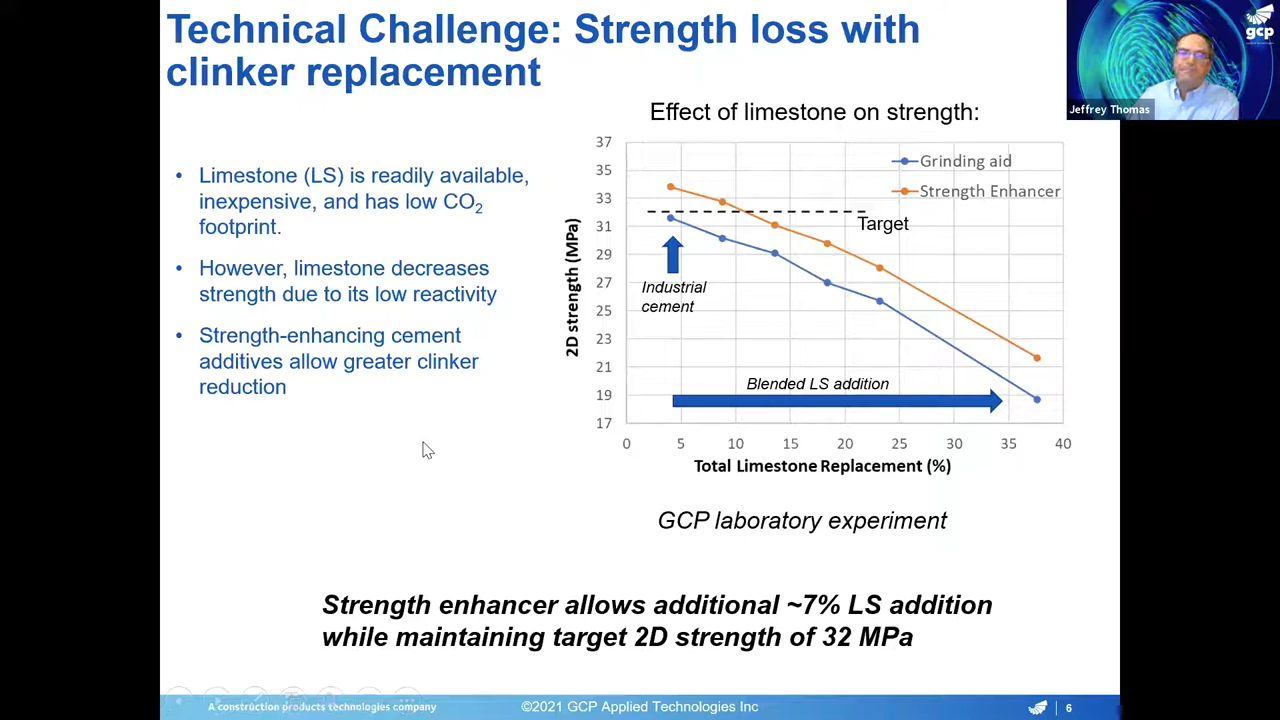 Technical Challenge: Strength loss with
clinker replacement
gcp
Jeffrey Thomas
• Limestone (LS) is readily available,
inexpensive, and has low CO2
footprint.
• However, limestone decreases
strength due to its low reactivity
• Strength-enhancing cement
additives allow greater clinker
reduction
Effect of limestone on strength:
37
35
33
31
29
27
25
23
21
19
17
2D strength (MPa)
Grinding aid
Strength Enhancer
Target
Industrial
cement
Blended LS addition
0 5 10 15 20 25 30 35 40
Total Limestone Replacement (%)
GCP laboratory experiment
Strength enhancer allows additional ~7% LS addition
while maintaining target 2D strength of 32 MPa
A construction products technologies company
©2021 GCP Applied Technologies Inc
6